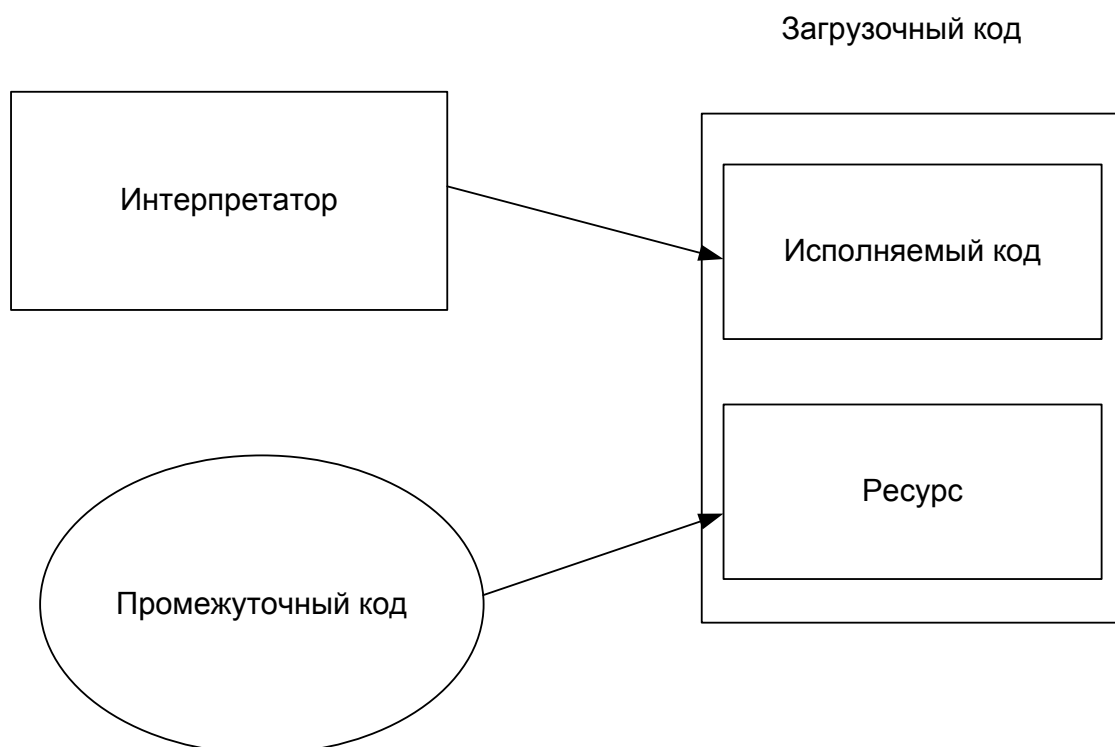 Загрузочный код
Интерпретатор
Исполняемый код
Ресурс
Промежуточный код